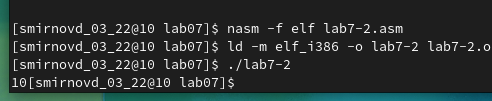 [smirnovd_03_22@10 lab07]$ nasm -f elf lab7-2.asm
[smirnovd_03_22@10 lab07]$ ld -m elf_i386 -o lab7-2 lab7-2.o
[smirnovd_03_22@10 lab07]$ ./lab7-2
10[smirnovd_03_22@10 lab07]$